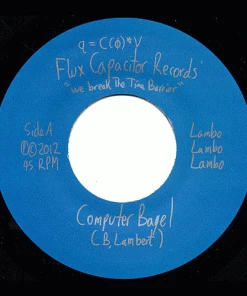 q = C(φ)*Y
Flux Capacitor Records
"We break The Time Barrier"
Side A
℗©2012
45 RPM
Lambo
Lambo
Lambo
Computer Bagel
(B, Lambert)